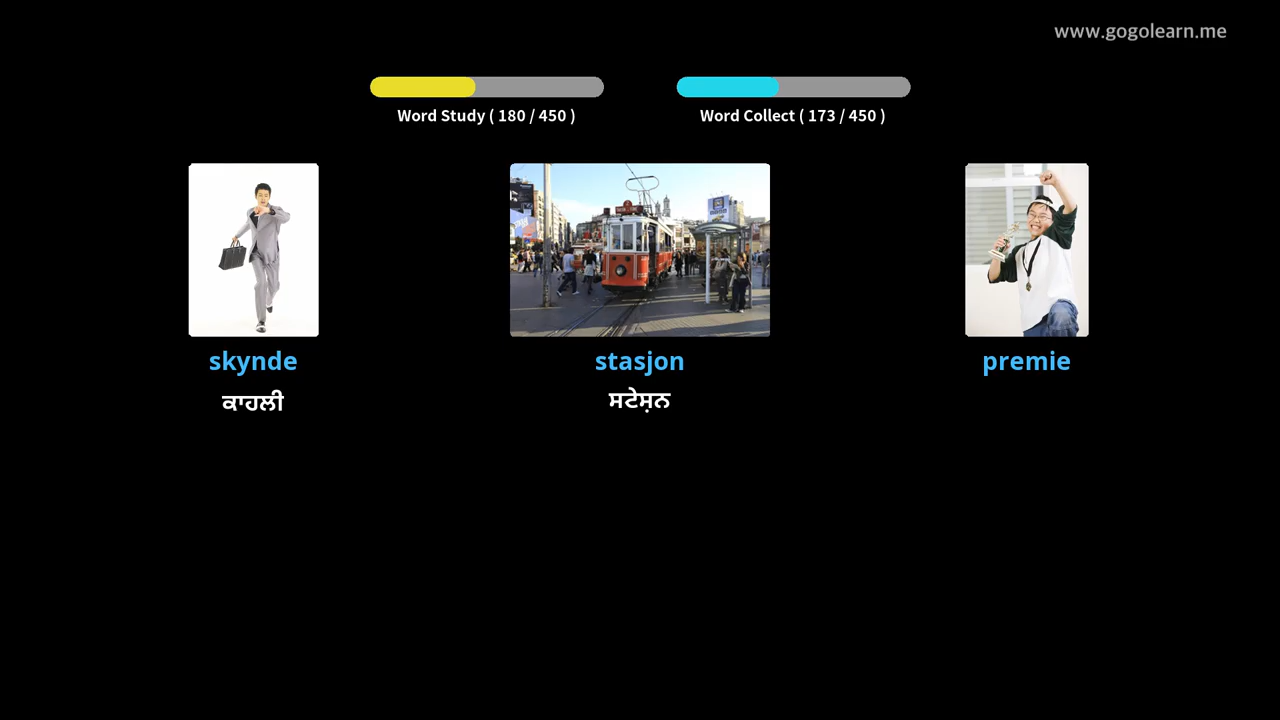 www.gogolearn.me
Word Study ( 180 / 450 )
Word Collect ( 173 / 450 )
skynde
stasjon
premie
ਕਾਹਲੀ
ਸਟੇਸ਼ਨ